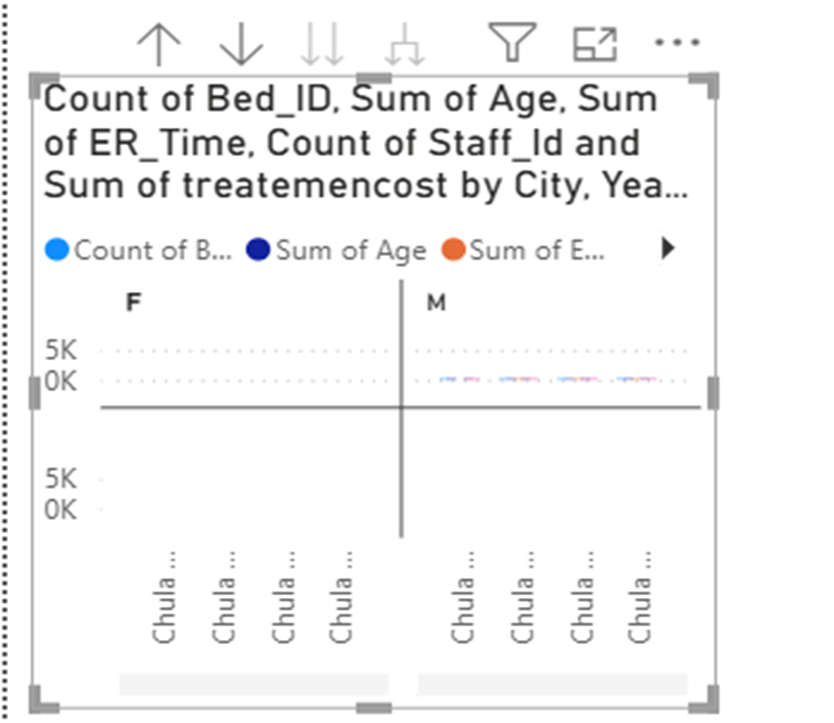 Count of Bed_ID, Sum of Age, Sum
of ER_Time, Count of Staff_Id and
Sum of treatemencost by City, Yea...
Count of B... Sum of Age Sum of E...
F M
5K
0K
5K
0K
Chula ... Chula ... Chula ... Chula ... Chula ... Chula ... Chula ... Chula ...